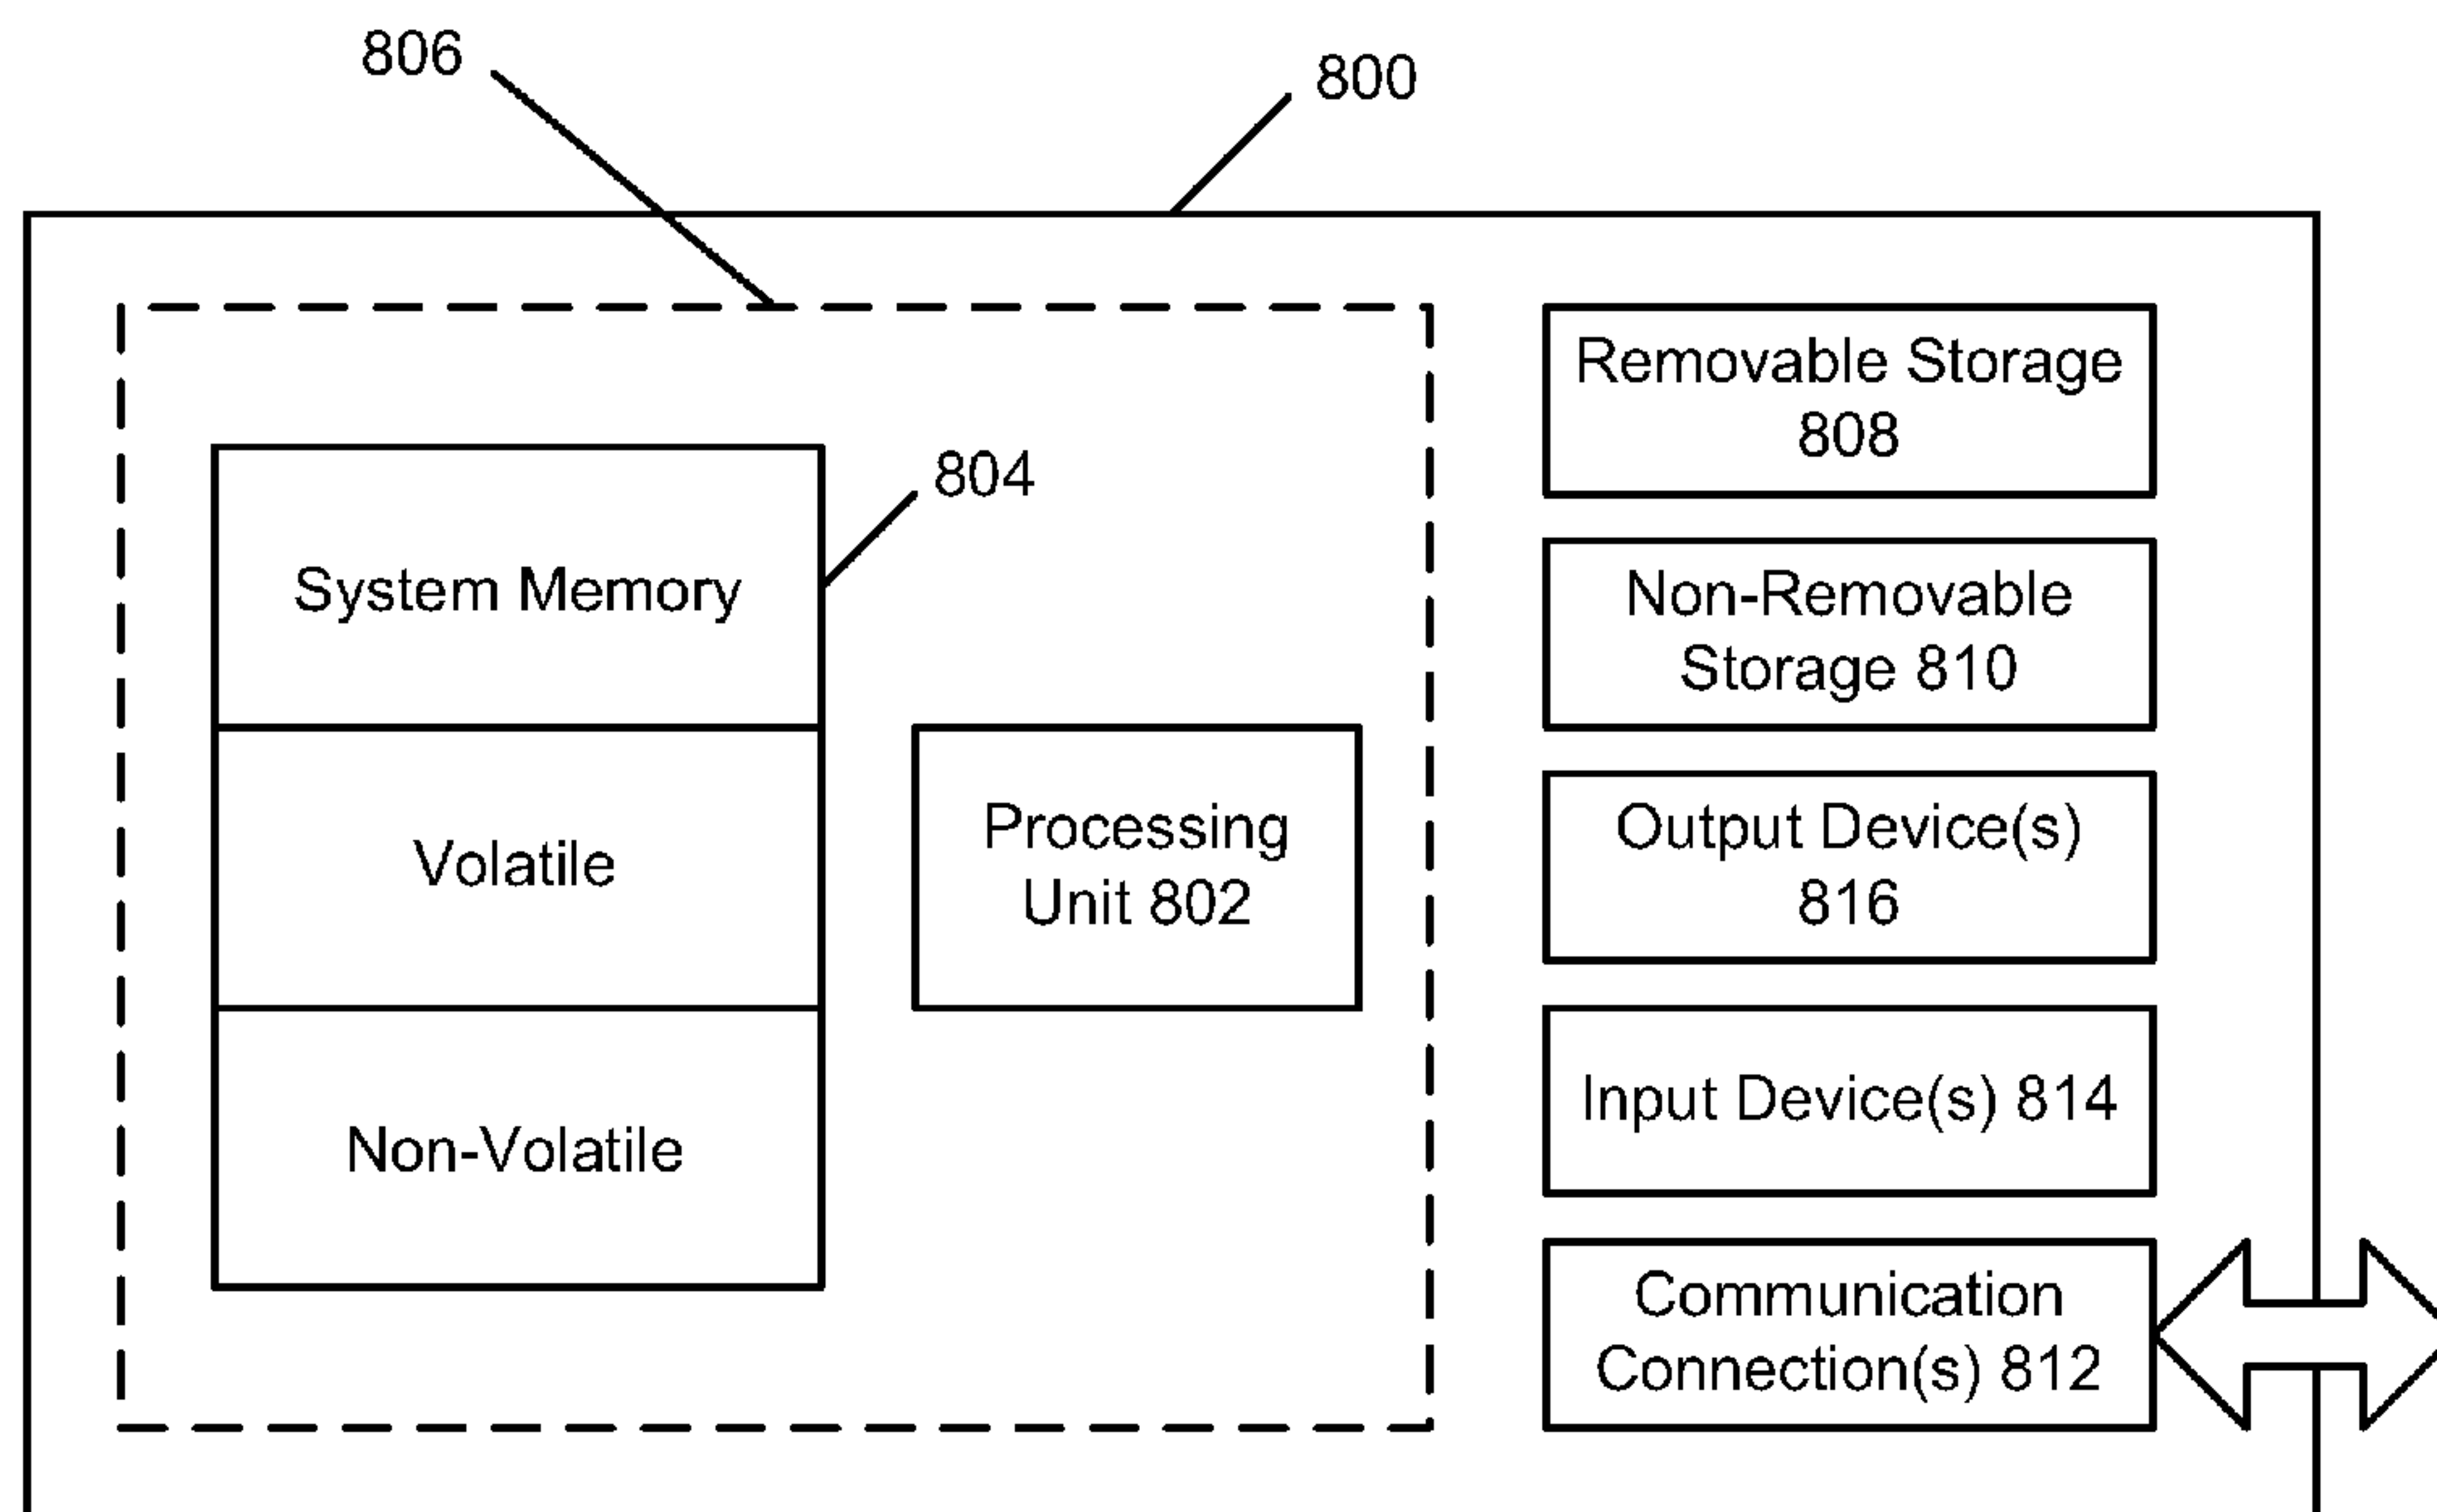 806
800
804
System Memory
Volatile
Non-Volatile
Processing
Unit 802
Removable Storage
808
Non-Removable
Storage 810
Output Device(s)
816
Input Device(s) 814
Communication
Connection(s) 812